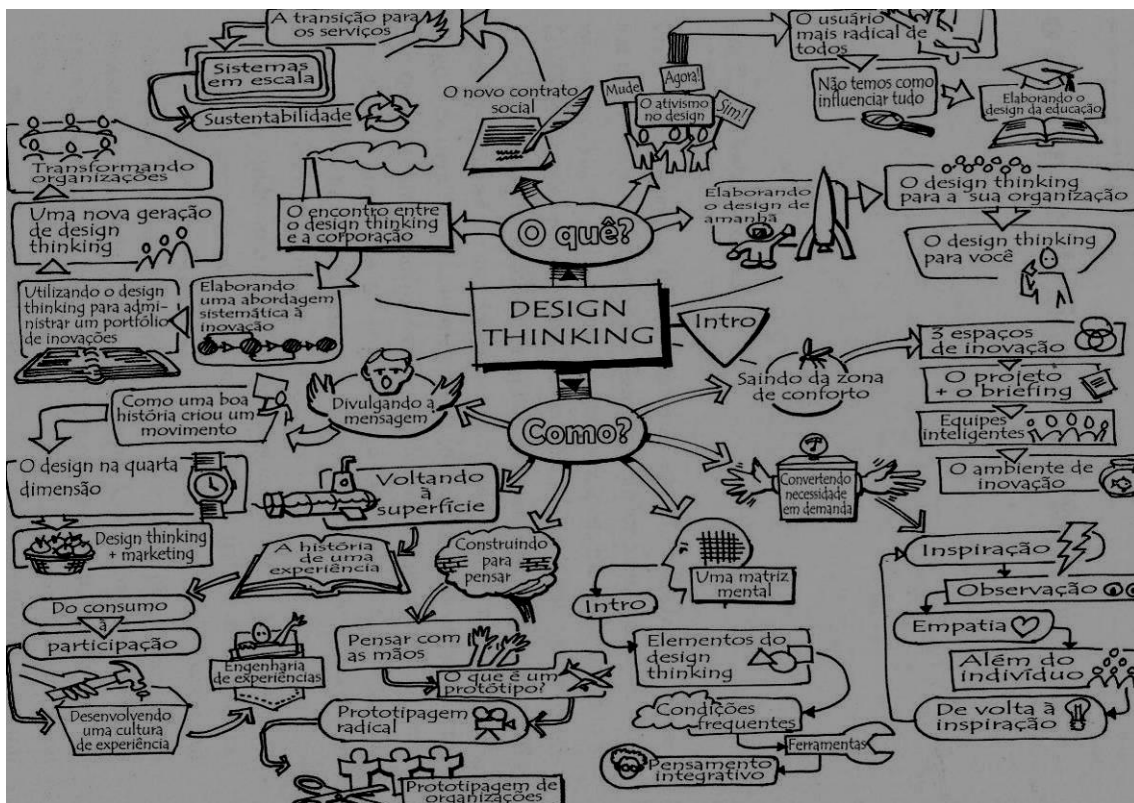 A transição para
os serviços
Sistemas
em escala
Sustentabilidade
O novo contrato
social
Mude
Agora!
Sim!
O ativismo
no design
O usuário
mais radical de
todos
Não temos como
influenciar tudo
Elaborando o
design da educação
Transformando
organizações
Uma nova geração
de design
thinking
Utilizando o design
thinking para admi-
nistrar um portfólio
de inovações
O encontro entre
o design thinking
e a corporação
Elaborando
uma abordagem
sistemática à
inovação
O quê?
Elaborando
o design de
amanhã
O design thinking
para a sua organização
O design thinking
para você
DESIGN
THINKING
Intro
Como?
Divulgando a
mensagem
Como uma boa
história criou um
movimento
O design na quarta
dimensão
Design thinking
+ marketing
Saindo da zona
de conforto
3 espaços
de inovação
O projeto
+ o briefing
Equipes
inteligentes
O ambiente de
inovação
Voltando
à
superfície
A história
de uma
experiência
Do consumo
à
participação
Desenvolvendo
uma cultura
de experiência
Engenharia
de experiências
Construindo
para
pensar
Pensar com
as mãos
O que é um
protótipo?
Prototipagem
radical
Prototipagem de
organizações
Uma matriz
mental
Intro
Elementos do
design
thinking
Condições
frequentes
Ferramentas
Pensamento
integrativo
Convertendo
necessidade
em demanda
Inspiração
Observação
Empatia
Além do
indivíduo
De volta à
inspiração